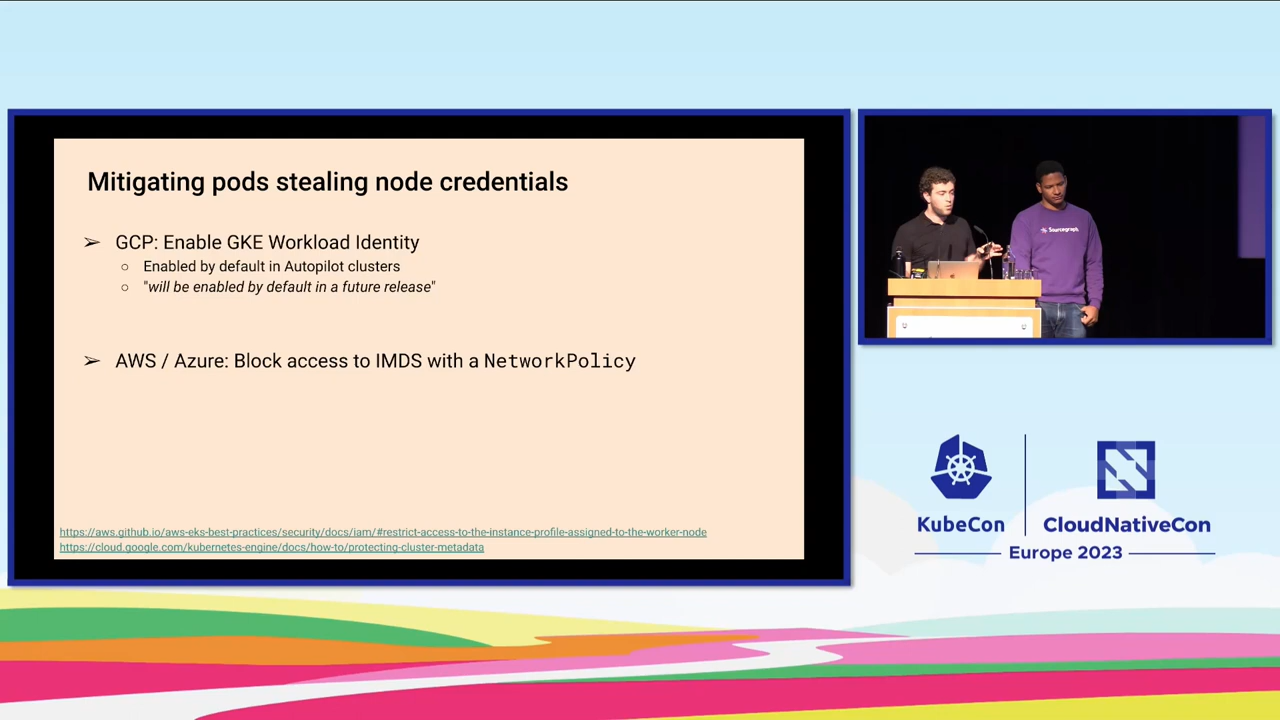 Mitigating pods stealing node credentials
➢ GCP: Enable GKE Workload Identity
○ Enabled by default in Autopilot clusters
○ "will be enabled by default in a future release"
➢ AWS / Azure: Block access to IMDS with a NetworkPolicy
https://aws.github.io/aws-eks-best-practices/security/docs/iam/#restrict-access-to-the-instance-profile-assigned-to-the-worker-node
https://cloud.google.com/kubernetes-engine/docs/how-to/protecting-cluster-metadata
Sourcegraph
KubeCon
CloudNativeCon
Europe 2023